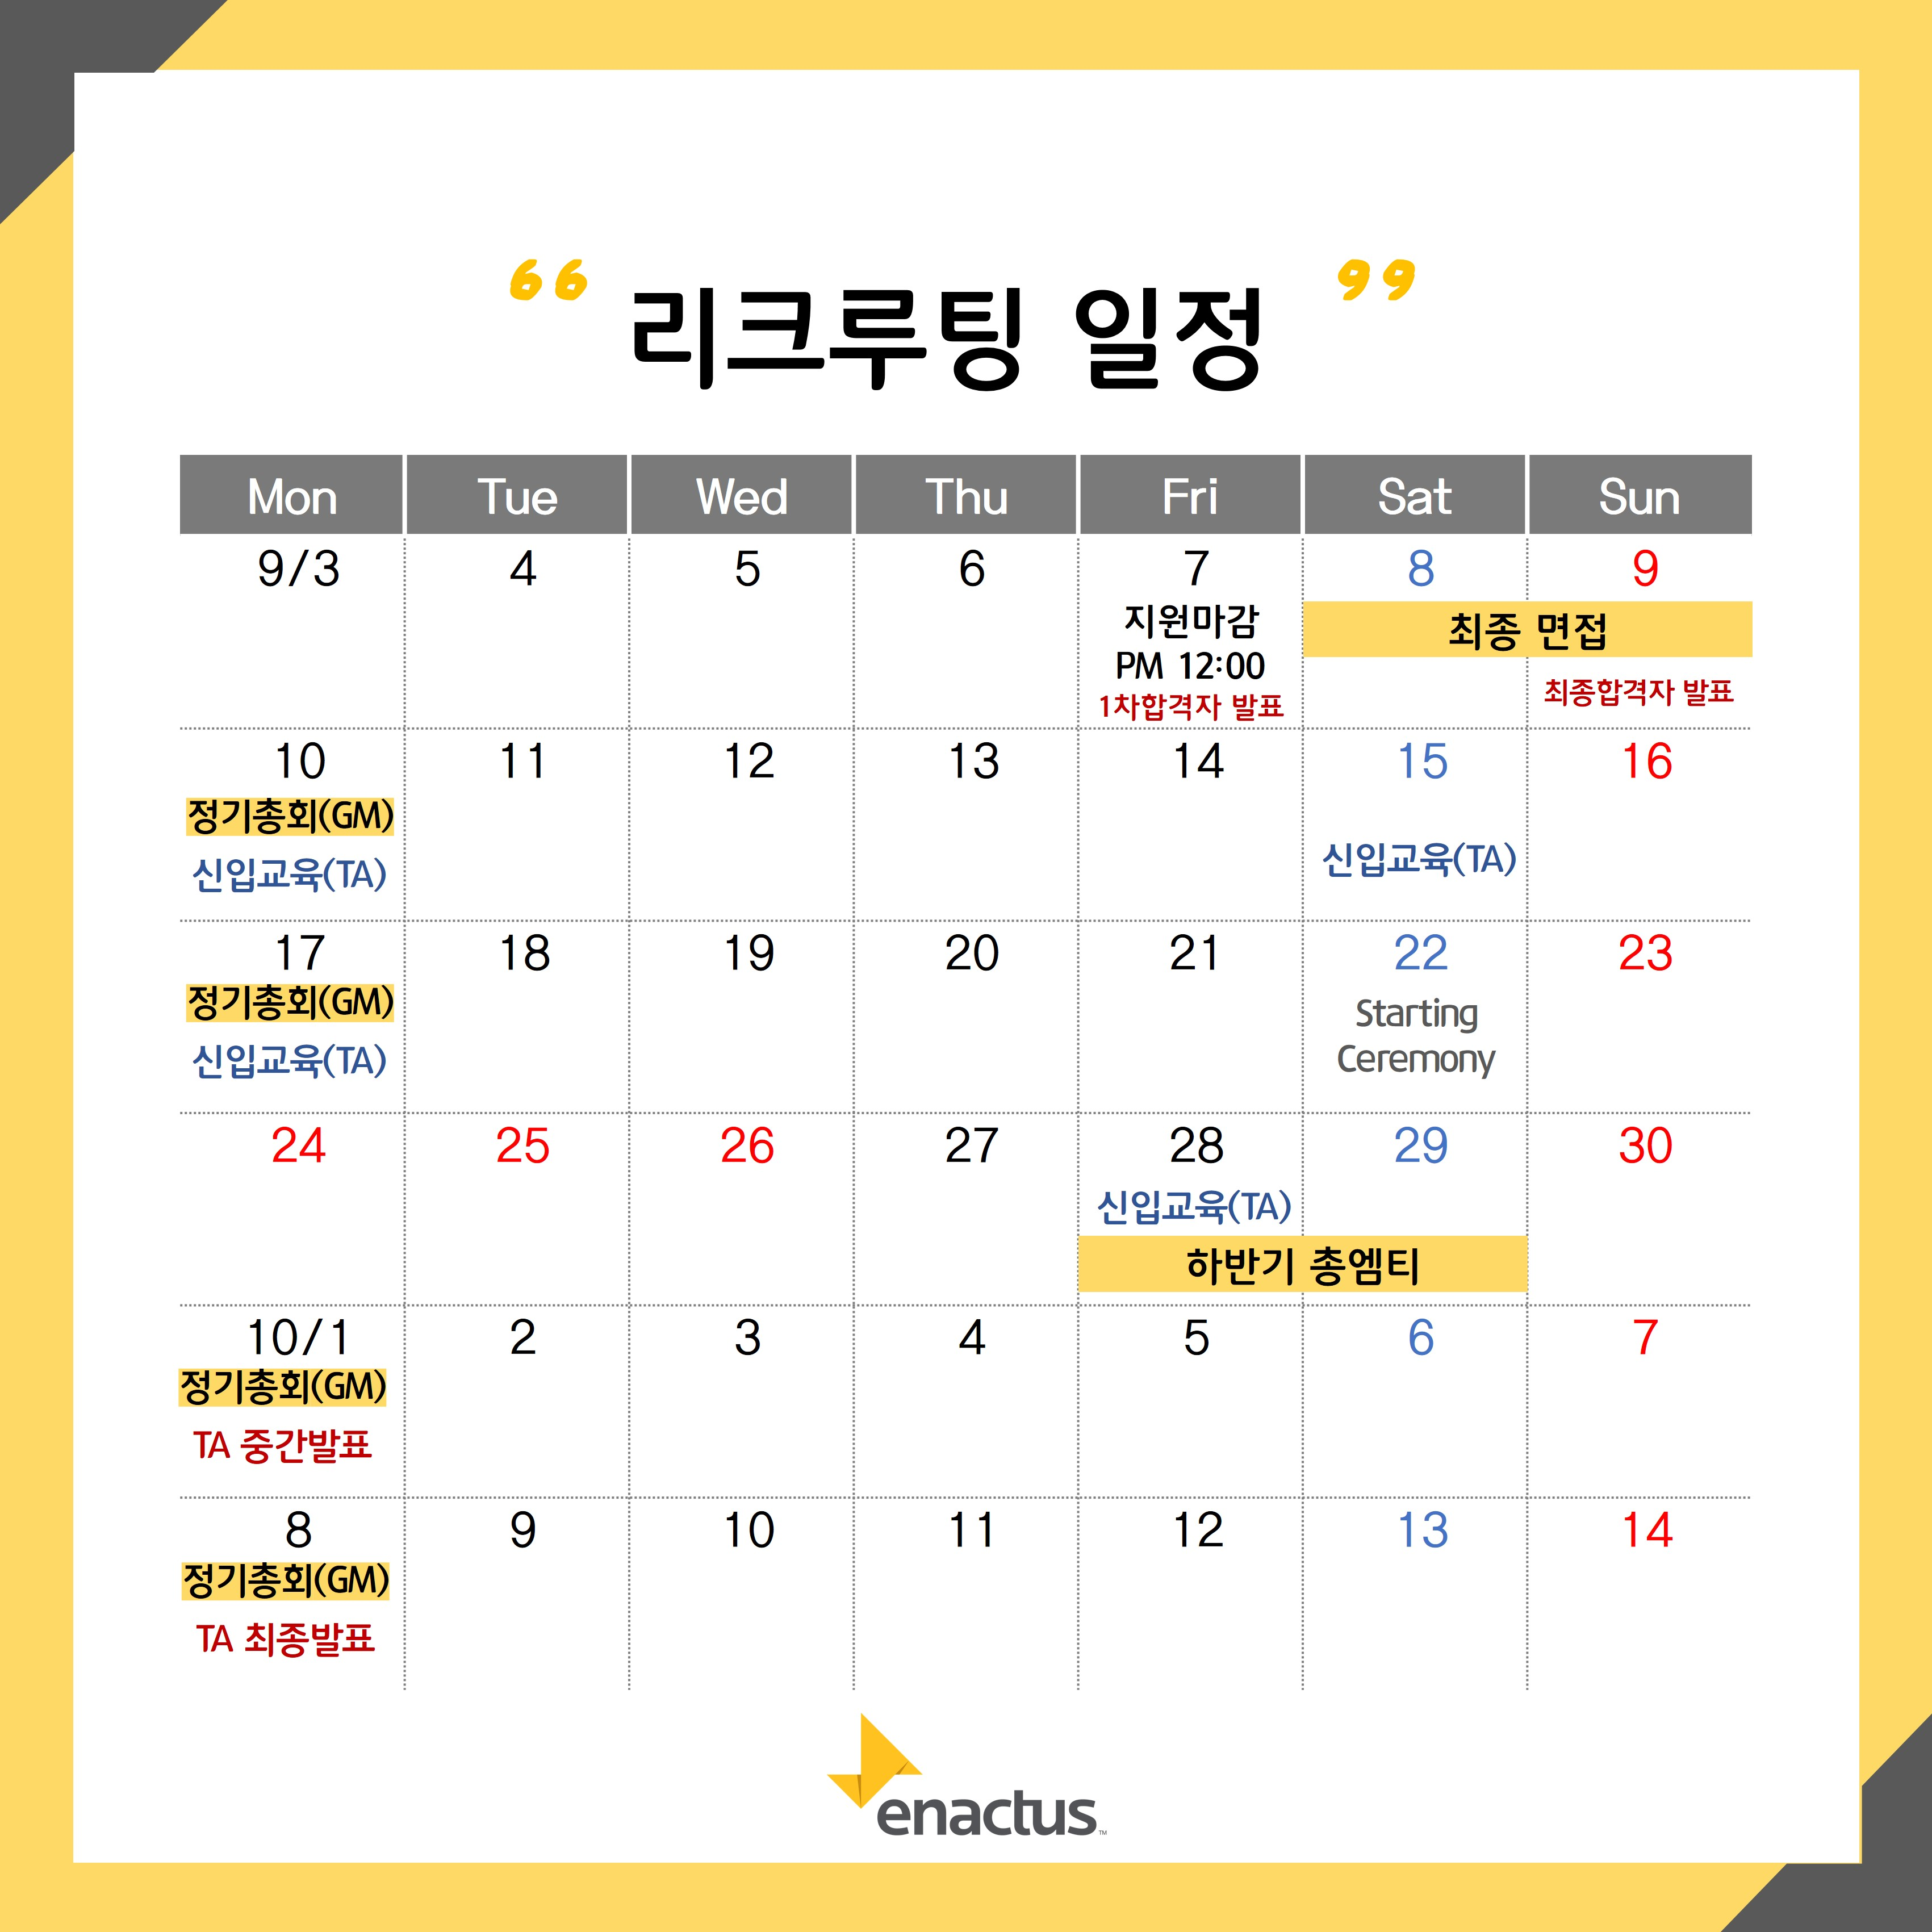 “ 리크루팅 일정 ”
Mon Tue Wed Thu Fri Sat Sun
9/3 4 5 6 7 8 9
지원마감
PM 12:00
1차합격자 발표
최종 면접
최종합격자 발표
10 11 12 13 14 15 16
정기총회(GM)
신입교육(TA)
신입교육(TA)
17 18 19 20 21 22 23
정기총회(GM)
신입교육(TA)
Starting
Ceremony
24 25 26 27 28 29 30
신입교육(TA)
하반기 총엠티
10/1 2 3 4 5 6 7
정기총회(GM)
TA 중간발표
8 9 10 11 12 13 14
정기총회(GM)
TA 최종발표
enactus™